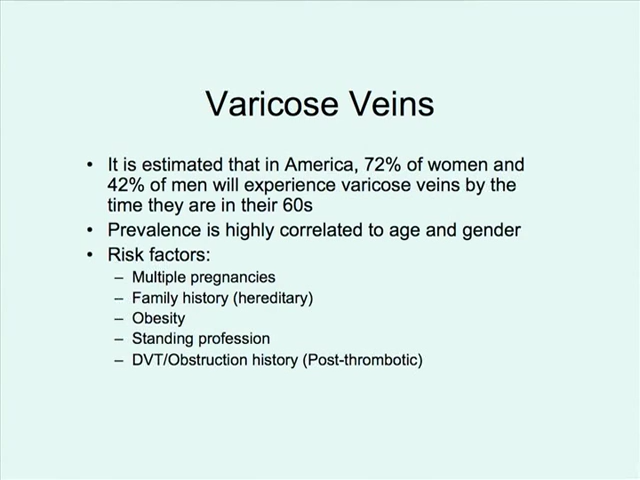 Varicose Veins
• It is estimated that in America, 72% of women and
42% of men will experience varicose veins by the
time they are in their 60s
• Prevalence is highly correlated to age and gender
• Risk factors:
– Multiple pregnancies
– Family history (hereditary)
– Obesity
– Standing profession
– DVT/Obstruction history (Post-thrombotic)